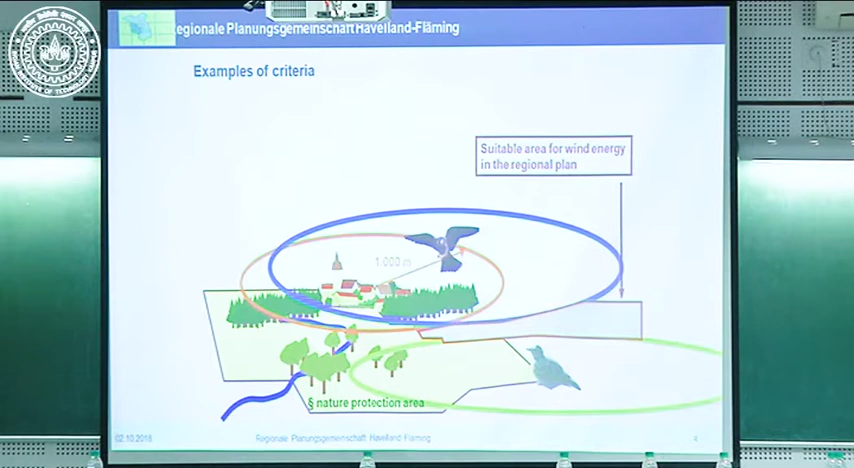 Regionale Planungsgemeinschaft Havelland-Fläming
Examples of criteria
Suitable area for wind energy
in the regional plan
1.000 m
§ nature protection area
02.10.2018
Regionale Planungsgemeinschaft Havelland-Fläming
4